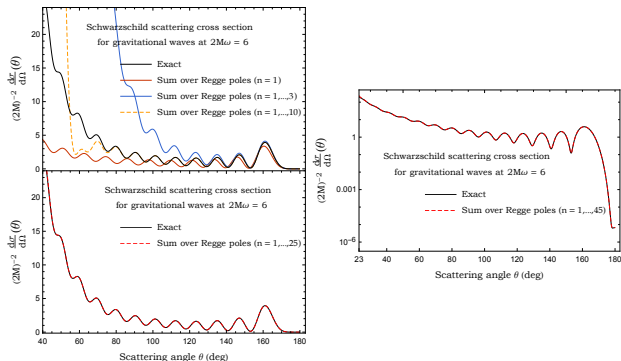 Schwarzschild scattering cross section
for gravitational waves at 2Mω = 6
Exact
Sum over Regge poles (n = 1)
Sum over Regge poles (n = 1,...,3)
Sum over Regge poles (n = 1,...,10)
(2M)⁻² dσ/dΩ (θ)
20
15
10
5
0
Schwarzschild scattering cross section
for gravitational waves at 2Mω = 6
Exact
Sum over Regge poles (n = 1,...,25)
(2M)⁻² dσ/dΩ (θ)
20
15
10
5
0
40 60 80 100 120 140 160 180
Scattering angle θ (deg)
Schwarzschild scattering cross section
for gravitational waves at 2Mω = 6
Exact
Sum over Regge poles (n = 1,...,45)
(2M)⁻² dσ/dΩ (θ)
1
0.001
10⁻⁶
23 40 60 80 100 120 140 160 180
Scattering angle θ (deg)